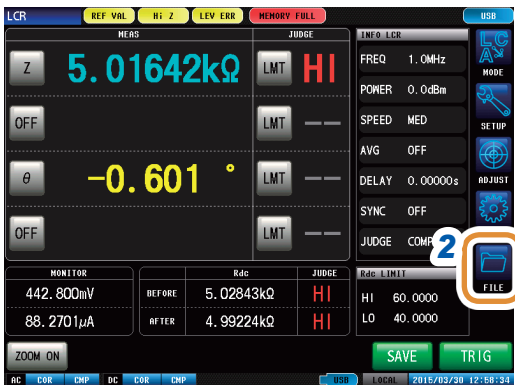 LCR REF VAL Hi Z LEV ERR MEMORY FULL USB
MEAS JUDGE INFO LCR
Z 5.01642kΩ LMT HI
FREQ 1.0MHz
MODE
POWER 0.0dBm
OFF LMT -- SPEED MED
SETUP
AVG OFF
θ -0.601 ° LMT -- DELAY 0.00000s
ADJUST
SYNC OFF
OFF LMT -- JUDGE COMP
2
FILE
MONITOR Rdc JUDGE Rdc LIMIT
442.800mV BEFORE 5.02843kΩ HI HI 60.0000
88.2701μA AFTER 4.99224kΩ HI LO 40.0000
ZOOM ON SAVE TRIG
AC COR CMP DC COR CMP USB LOCAL 2015/03/30 12:58:34